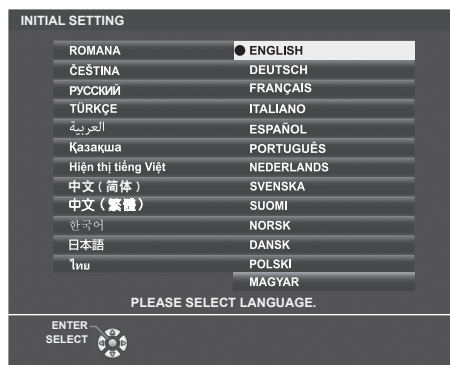 INITIAL SETTING
ROMANA
ČEŠTINA
РУССКИЙ
TÜRKÇE
العربية
Қазақша
Hiện thị tiếng Việt
中文 ( 简体 )
中文 ( 繁體 )
한국어
日本語
ไทย
ENGLISH
DEUTSCH
FRANÇAIS
ITALIANO
ESPAÑOL
PORTUGUÊS
NEDERLANDS
SVENSKA
SUOMI
NORSK
DANSK
POLSKI
MAGYAR
PLEASE SELECT LANGUAGE.
ENTER
SELECT